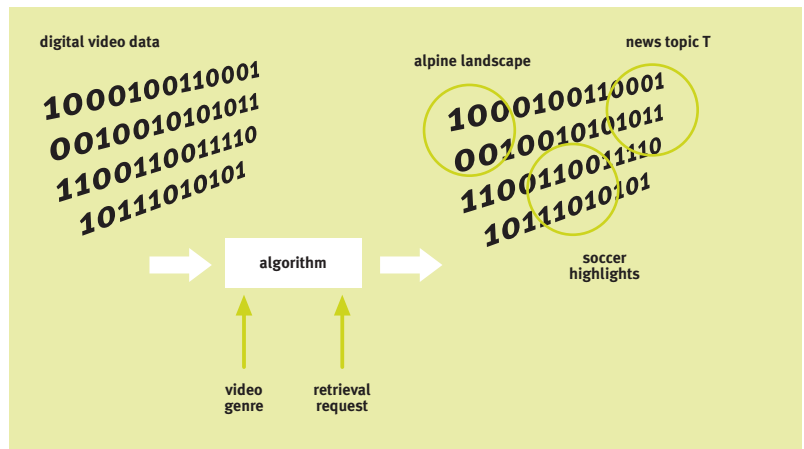 digital video data
1000100110001
0010010101011
1100110011110
10111010101
alpine landscape
news topic T
1000100110001
0010010101011
1100110011110
10111010101
soccer
highlights
algorithm
video
genre
retrieval
request